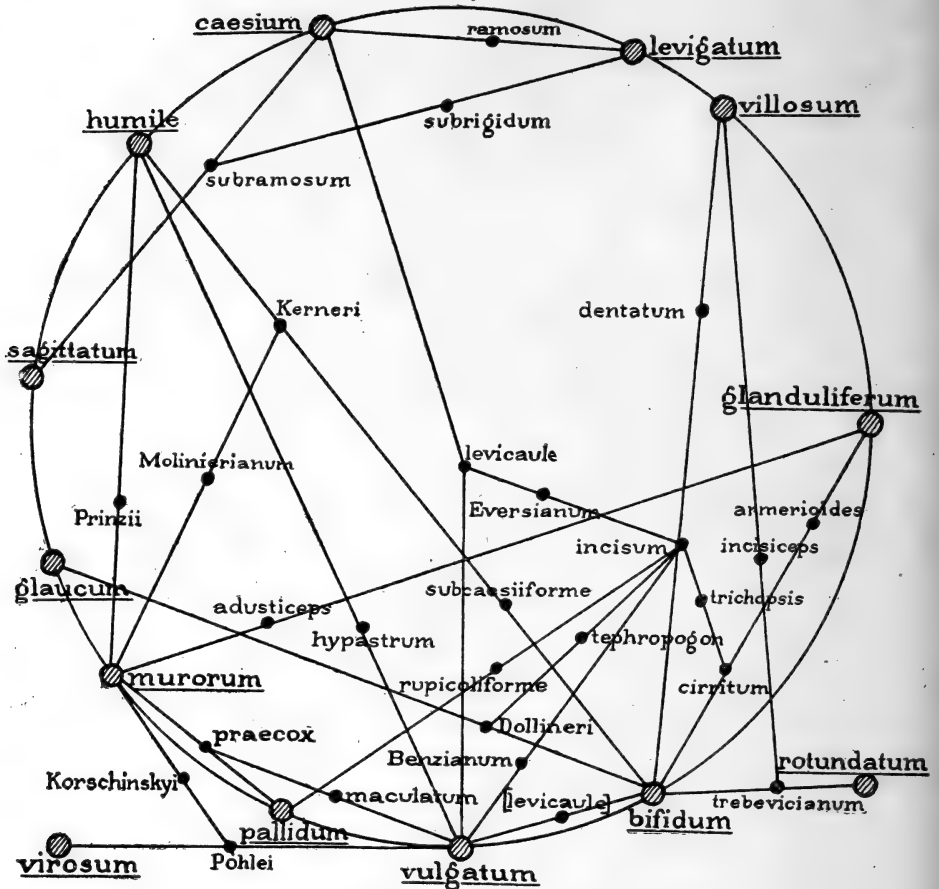 caesium
ramosum
levigatum
villosum
humile
subrigidum
subramosum
Kerneri
dentatum
sagittatum
glanduliferum
levicaule
Molinierianum
Eversianum
armerioides
Prinzii
incisum
incisiceps
glaucum
subcaesiiforme
trichopsis
adusticeps
hypastrum
tephropogon
rupicoliforme
cirritum
murorum
Dollineri
praecox
Benzianum
rotundatum
Korschinskyi
maculatum
[levicaule]
trebevicianum
pallidum
bifidum
virosum
Pohlei
vulgatum